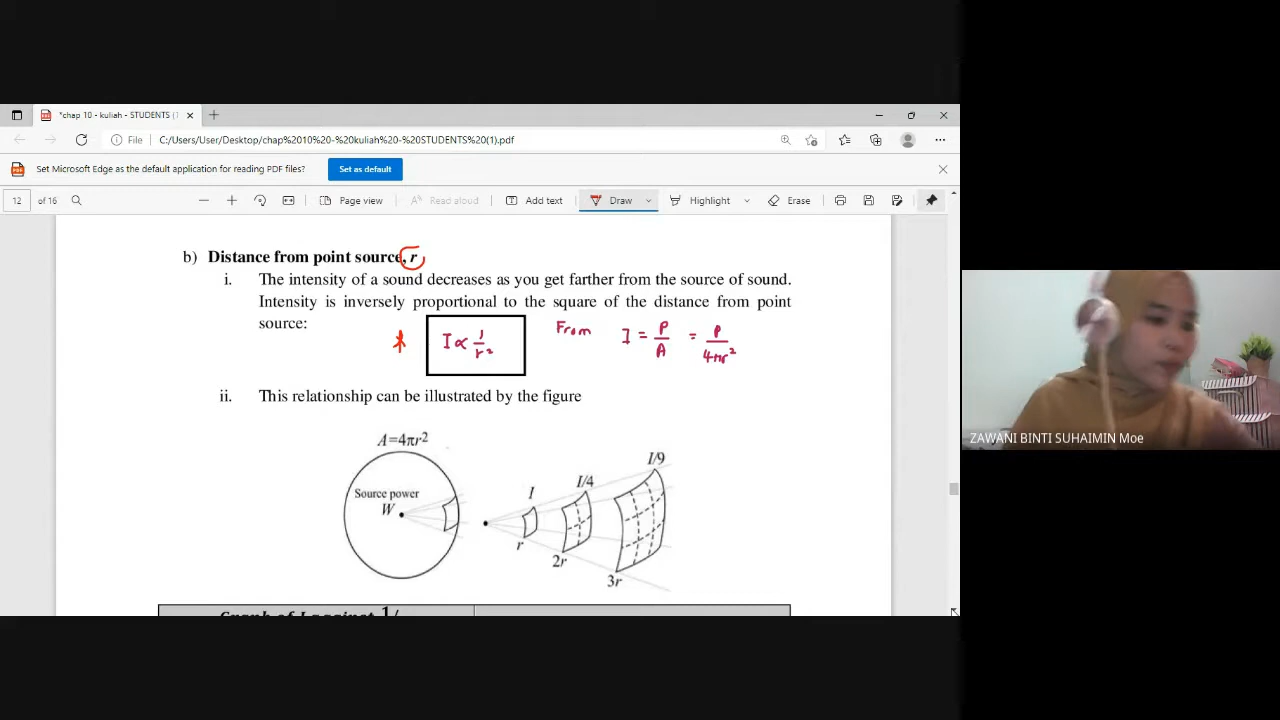 *chap 10 - kuliah - STUDENTS (1
File
C:/Users/User/Desktop/chap%2010%20-%20kuliah%20-%20STUDENTS%20(1).pdf
Set Microsoft Edge as the default application for reading PDF files?
Set as default
12 of 16
Page view
Read aloud
Add text
Draw
Highlight
Erase
b) Distance from point source, r
i. The intensity of a sound decreases as you get farther from the source of sound.
Intensity is inversely proportional to the square of the distance from point
source:
* I ∝ 1/r² From I = P/A = P/4πr²
ii. This relationship can be illustrated by the figure
A=4πr²
Source power
W
I
I/4
I/9
r
2r
3r
Graph of I against 1/
ZAWANI BINTI SUHAIMIN Moe